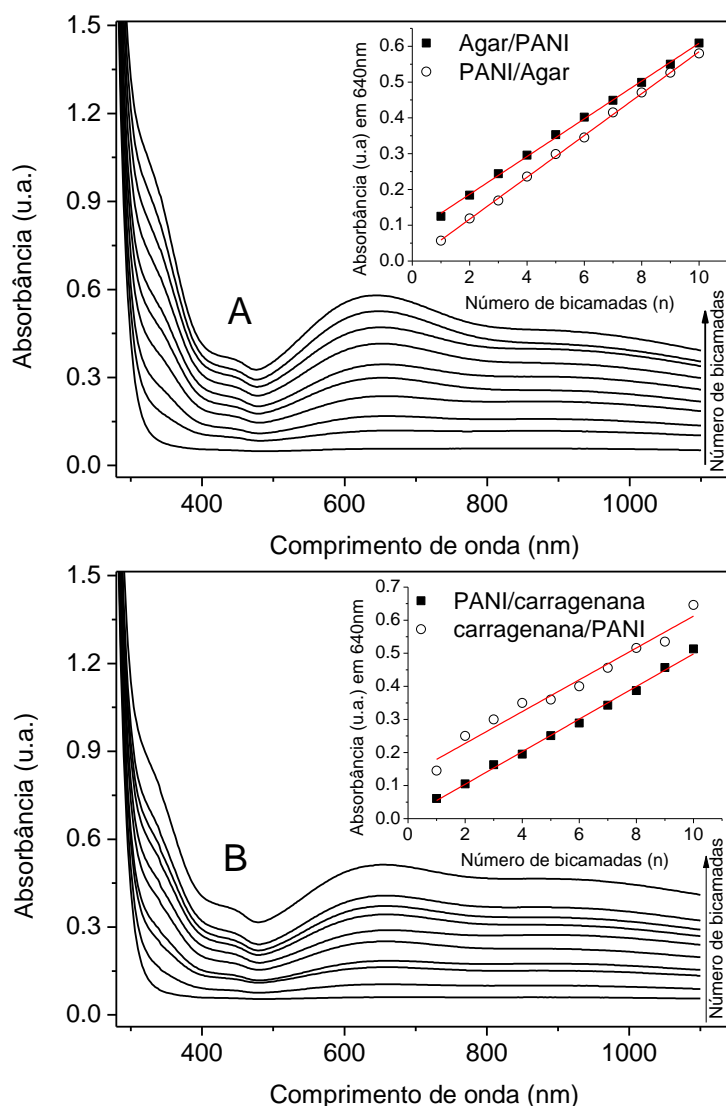 1.5
1.2
0.9
0.6
0.3
0.0
Absorbância (u.a.)
400
600
800
1000
Comprimento de onda (nm)
A
Número de bicamadas
Agar/PANI
PANI/Agar
0.6
0.5
0.4
0.3
0.2
0.1
0.0
Absorbância (u.a) em 640nm
0
2
4
6
8
10
Número de bicamadas (n)
1.5
1.2
0.9
0.6
0.3
0.0
Absorbância (u.a.)
400
600
800
1000
Comprimento de onda (nm)
B
Número de bicamadas
PANI/carragenana
carragenana/PANI
0.7
0.6
0.5
0.4
0.3
0.2
0.1
0.0
Absorbância (u.a.) em 640nm
0
2
4
6
8
10
Número de bicamadas (n)